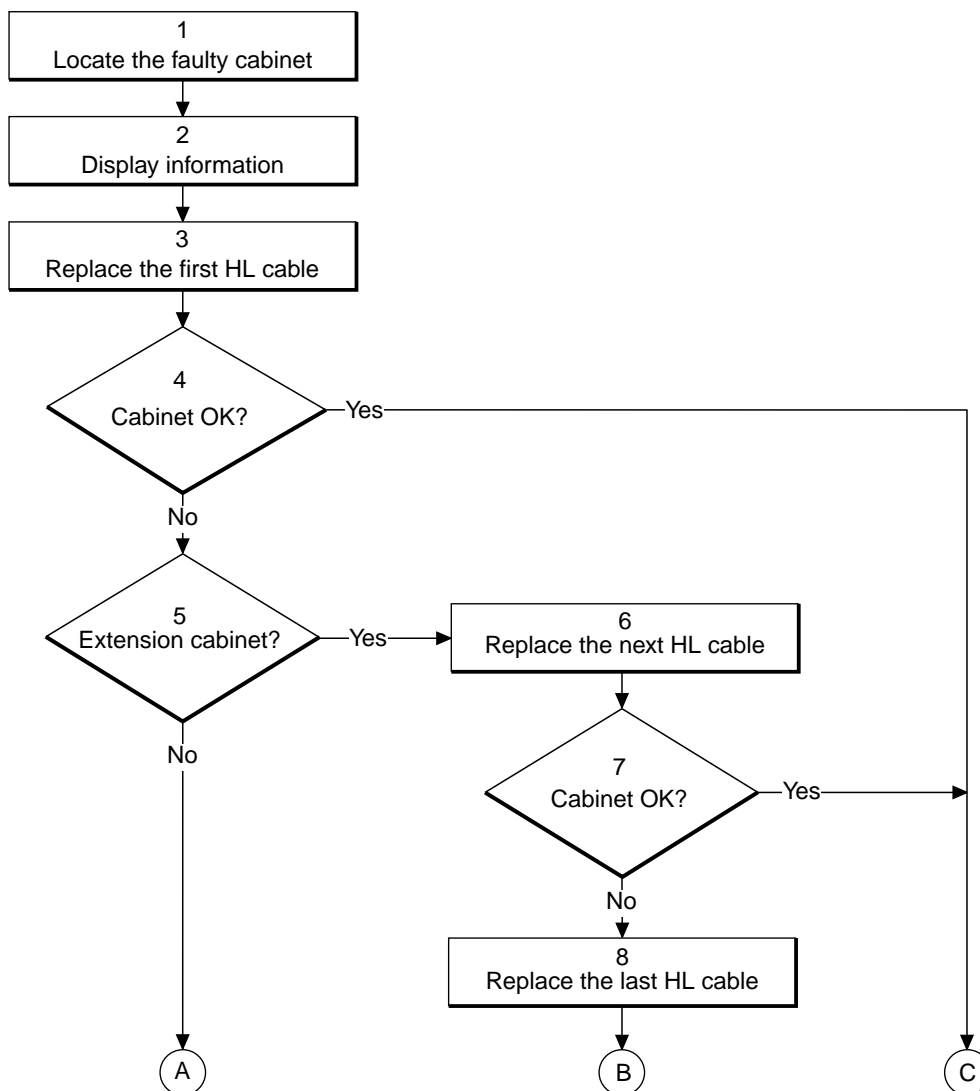 1
Locate the faulty cabinet
2
Display information
3
Replace the first HL cable
4
Cabinet OK?
Yes
No
5
Extension cabinet?
Yes
6
Replace the next HL cable
No
7
Cabinet OK?
Yes
No
8
Replace the last HL cable
A
B
C